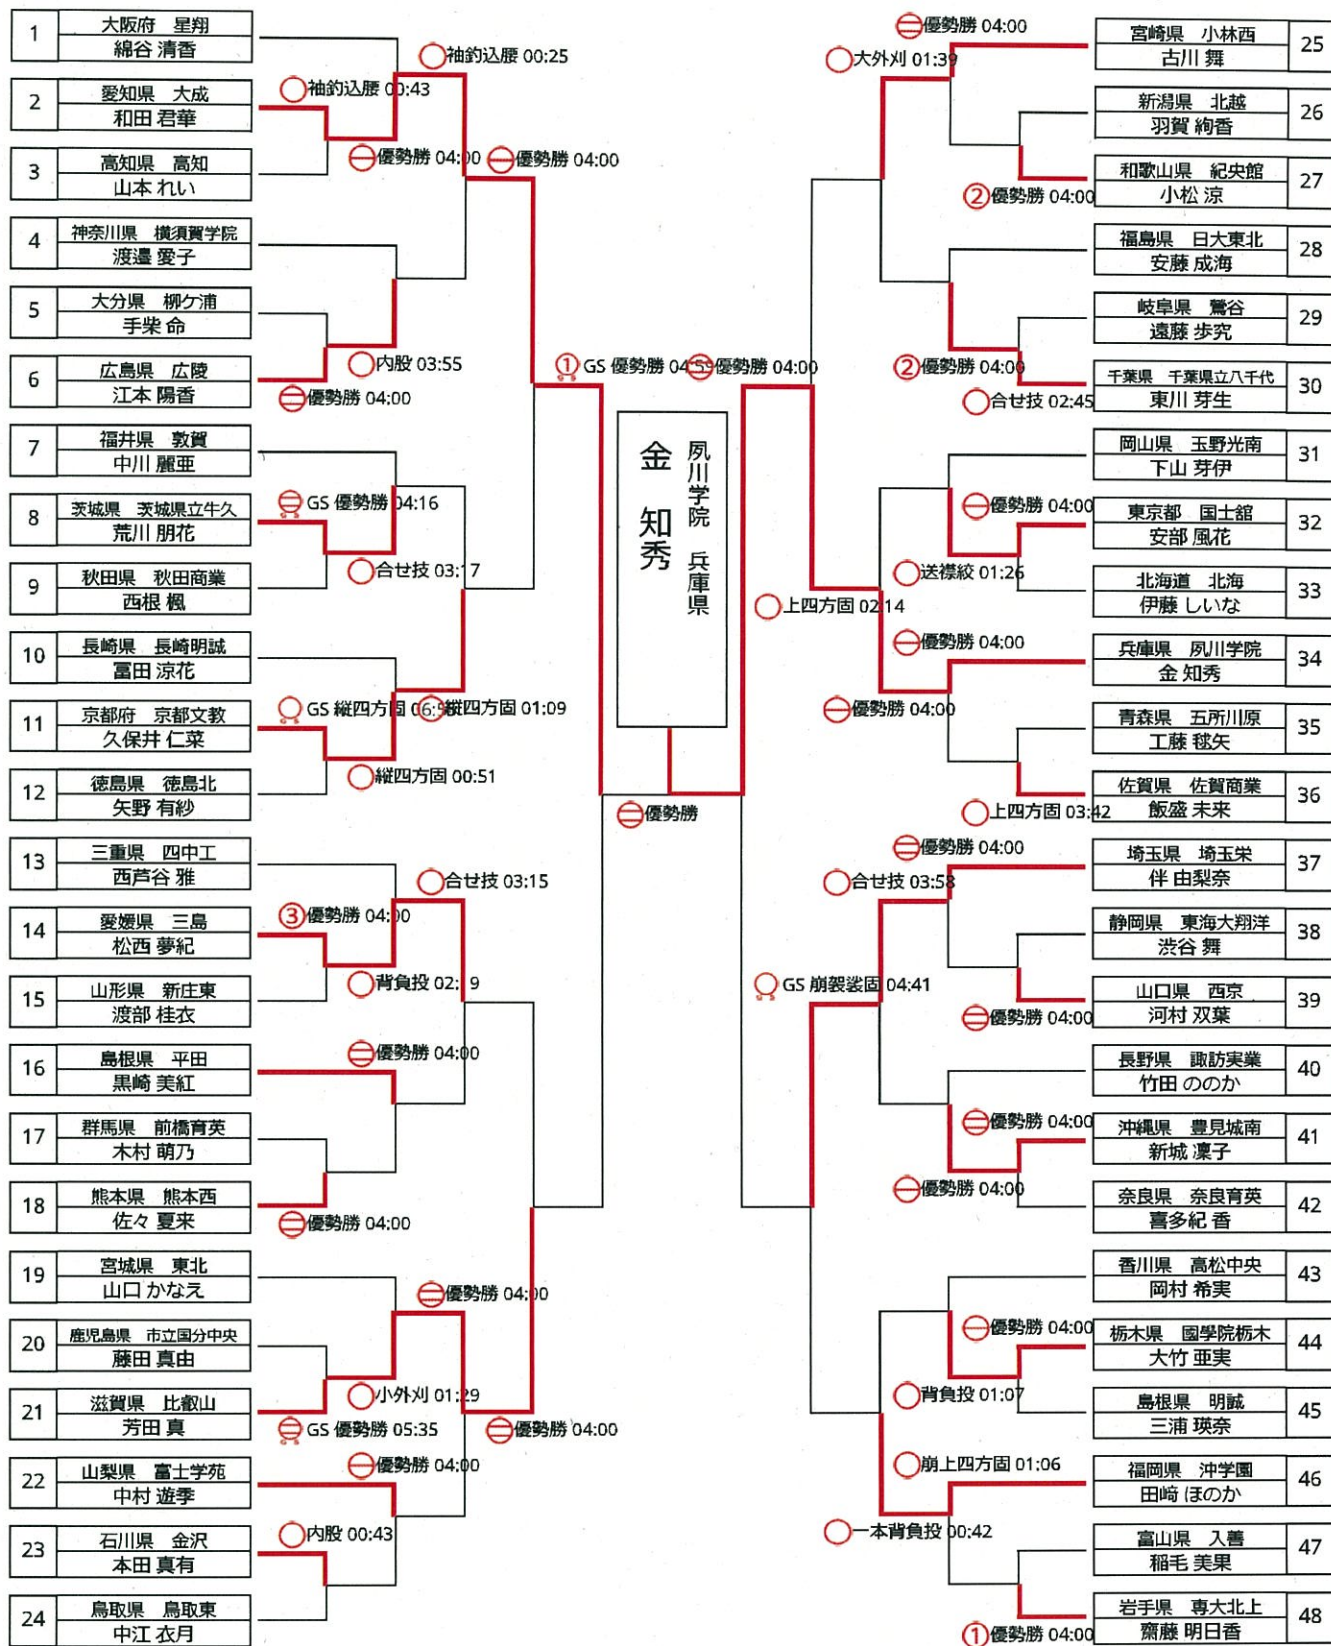 1
大阪府 星翔
綿谷 清香
2
愛知県 大成
和田 君華
3
高知県 高知
山本 れい
4
神奈川県 横須賀学院
渡邉 愛子
5
大分県 柳ケ浦
手柴 命
6
広島県 広陵
江本 陽香
7
福井県 敦賀
中川 麗亜
8
茨城県 茨城県立牛久
荒川 朋花
9
秋田県 秋田商業
西根 楓
10
長崎県 長崎明誠
冨田 涼花
11
京都府 京都文教
久保井 仁菜
12
徳島県 徳島北
矢野 有紗
13
三重県 四中工
西芦谷 雅
14
愛媛県 三島
松西 夢紀
15
山形県 新庄東
渡部 桂衣
16
島根県 平田
黒崎 美紅
17
群馬県 前橋育英
木村 萌乃
18
熊本県 熊本西
佐々 夏来
19
宮城県 東北
山口 かなえ
20
鹿児島県 市立国分中央
藤田 真由
21
滋賀県 比叡山
芳田 真
22
山梨県 富士学苑
中村 遊季
23
石川県 金沢
本田 真有
24
鳥取県 鳥取東
中江 衣月
袖釣込腰 00:25
袖釣込腰 00:43
優勢勝 04:00
優勢勝 04:00
内股 03:55
優勢勝 04:00
① GS 優勢勝 04:59
GS 優勢勝 04:16
合せ技 03:17
GS 縦四方固
縦四方固 01:09
縦四方固 00:51
優勢勝
合せ技 03:15
③ 優勢勝 04:00
背負投
優勢勝 04:00
優勢勝 04:00
優勢勝 04:00
小外刈 01:29
GS 優勢勝 05:35
優勢勝 04:00
優勢勝 04:00
内股 00:43
夙川学院 兵庫県
金 知秀
優勢勝 04:00
大外刈 01:39
② 優勢勝 04:00
優勢勝 04:00
② 優勢勝 04:00
合せ技 02:45
優勢勝 04:00
送襟絞 01:26
上四方固 02:14
優勢勝 04:00
優勢勝 04:00
上四方固 03:42
優勢勝 04:00
合せ技 03:58
GS 崩袈裟固 04:41
優勢勝 04:00
優勢勝 04:00
優勢勝 04:00
優勢勝 04:00
背負投 01:07
崩上四方固 01:06
一本背負投 00:42
① 優勢勝 04:00
宮崎県 小林西
古川 舞
25
新潟県 北越
羽賀 絢香
26
和歌山県 紀央館
小松 涼
27
福島県 日大東北
安藤 成海
28
岐阜県 鶯谷
遠藤 歩究
29
千葉県 千葉県立八千代
東川 芽生
30
岡山県 玉野光南
下山 芽伊
31
東京都 国士舘
安部 風花
32
北海道 北海
伊藤 しいな
33
兵庫県 夙川学院
金 知秀
34
青森県 五所川原
工藤 毬矢
35
佐賀県 佐賀商業
飯盛 未来
36
埼玉県 埼玉栄
伴 由梨奈
37
静岡県 東海大翔洋
渋谷 舞
38
山口県 西京
河村 双葉
39
長野県 諏訪実業
竹田 ののか
40
沖縄県 豊見城南
新城 凜子
41
奈良県 奈良育英
喜多紀 香
42
香川県 高松中央
岡村 希実
43
栃木県 國學院栃木
大竹 亜実
44
島根県 明誠
三浦 瑛奈
45
福岡県 沖学園
田﨑 ほのか
46
富山県 入善
稲毛 美果
47
岩手県 専大北上
齋藤 明日香
48